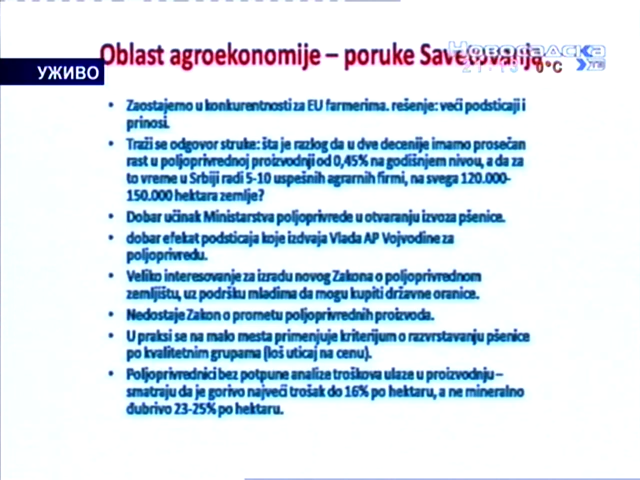 Новосадска
0°C
Oblast agroekonomije – poruke Savetovanja
УЖИВО
• Zaostajemo u konkurentnosti za EU farmerima. rešenje: veći podsticaji i
prinosi.
• Traži se odgovor struke: šta je razlog da u dve decenije imamo prosečan
rast u poljoprivrednoj proizvodnji od 0,45% na godišnjem nivou, a da za
to vreme u Srbiji radi 5-10 uspešnih agrarnih firmi, na svega 120.000-
150.000 hektara zemlje?
• Dobar učinak Ministarstva poljoprivrede u otvaranju izvoza pšenice.
• dobar efekat podsticaja koje izdvaja Vlada AP Vojvodine za
poljoprivredu.
• Veliko interesovanje za izradu novog Zakona o poljoprivrednom
zemljištu, uz podršku mladima da mogu kupiti državne oranice.
• Nedostaje Zakon o prometu poljoprivrednih proizvoda.
• U praksi se na malo mesta primenjuje kriterijum o razvrstavanju pšenice
po kvalitetnim grupama (loš uticaj na cenu).
• Poljoprivrednici bez potpune analize troškova ulaze u proizvodnju –
smatraju da je gorivo najveći trošak do 16% po hektaru, a ne mineralno
đubrivo 23-25% po hektaru.